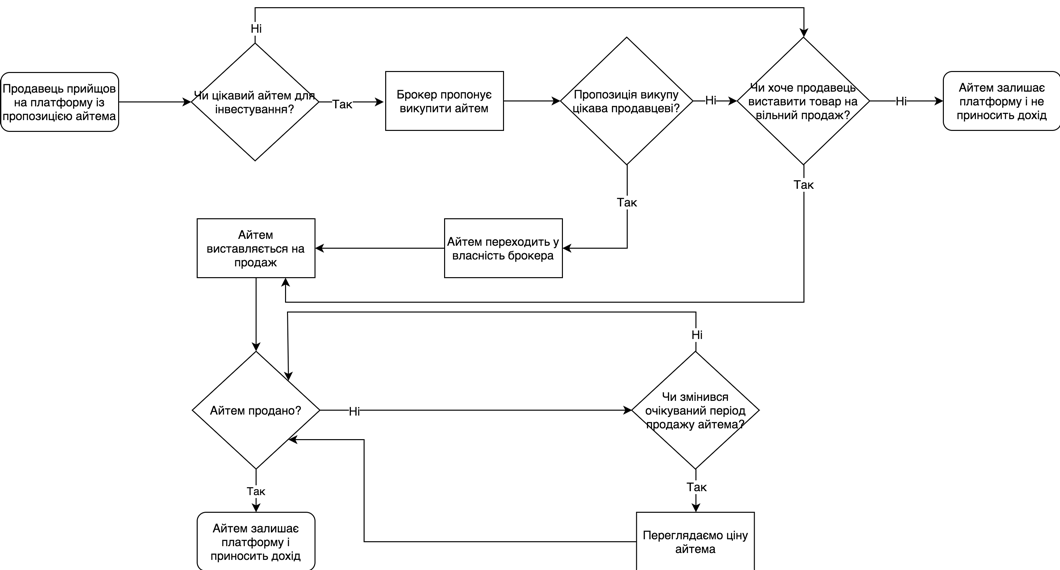 Ні
Продавець прийщов
на платформу із
пропозицією айтема
Чи цікавий айтем для
інвестування?
Так
Брокер пропонує
викупити айтем
Пропозиція викупу
цікава продавцеві?
Ні
Чи хоче продавець
виставити товар на
вільний продаж?
Ні
Айтем залишає
платформу і не
приносить дохід
Так
Так
Айтем
виставляється на
продаж
Айтем переходить у
власність брокера
Ні
Айтем продано?
Ні
Чи змінився
очікуваний період
продажу айтема?
Так
Так
Айтем залишає
платформу і
приносить дохід
Переглядаємо ціну
айтема